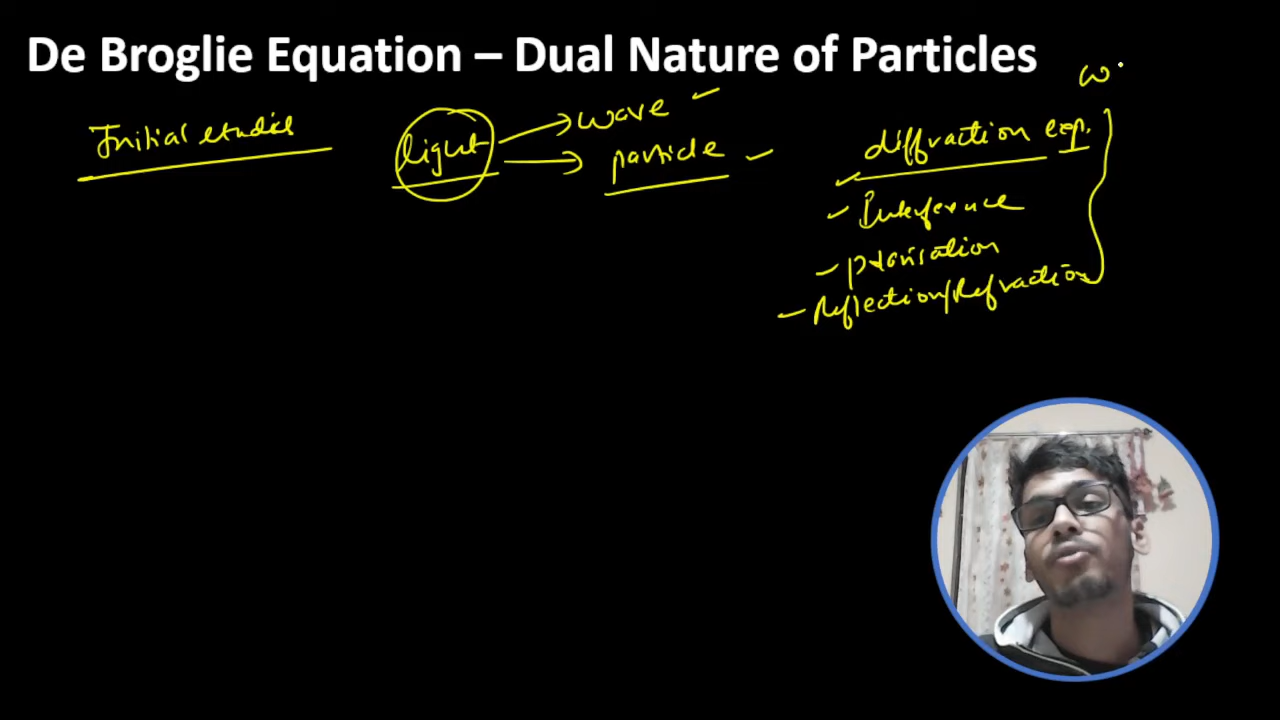 De Broglie Equation – Dual Nature of Particles
Initial studies
light
wave
particle
w
diffraction exp.
Interference
polarisation
Reflection/Refraction